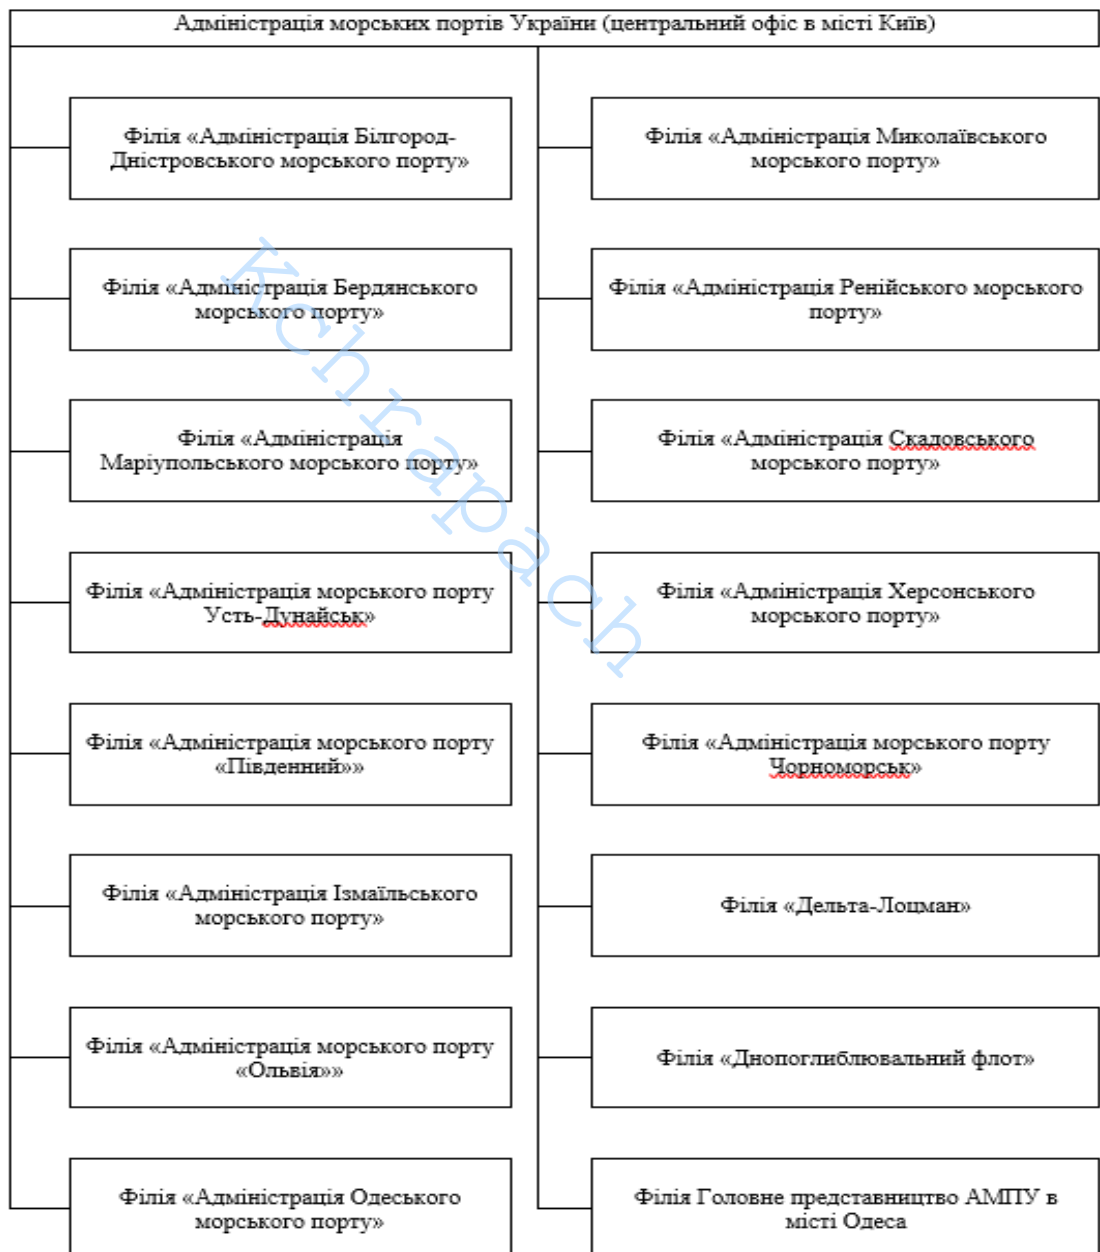 Адміністрація морських портів України (центральний офіс в місті Київ)
Філія «Адміністрація Білгород-
Дністровського морського порту»
Філія «Адміністрація Бердянського
морського порту»
Філія «Адміністрація
Маріупольського морського порту»
Філія «Адміністрація морського порту
Усть-Дунайськ»
Філія «Адміністрація морського порту
«Південний»»
Філія «Адміністрація Ізмаїльського
морського порту»
Філія «Адміністрація морського порту
«Ольвія»»
Філія «Адміністрація Одеського
морського порту»
Філія «Адміністрація Миколаївського
морського порту»
Філія «Адміністрація Ренійського морського
порту»
Філія «Адміністрація Скадовського
морського порту»
Філія «Адміністрація Херсонського
морського порту»
Філія «Адміністрація морського порту
Чорноморськ»
Філія «Дельта-Лоцман»
Філія «Днопоглиблювальний флот»
Філія Головне представництво АМПУ в
місті Одеса
Kchrapach